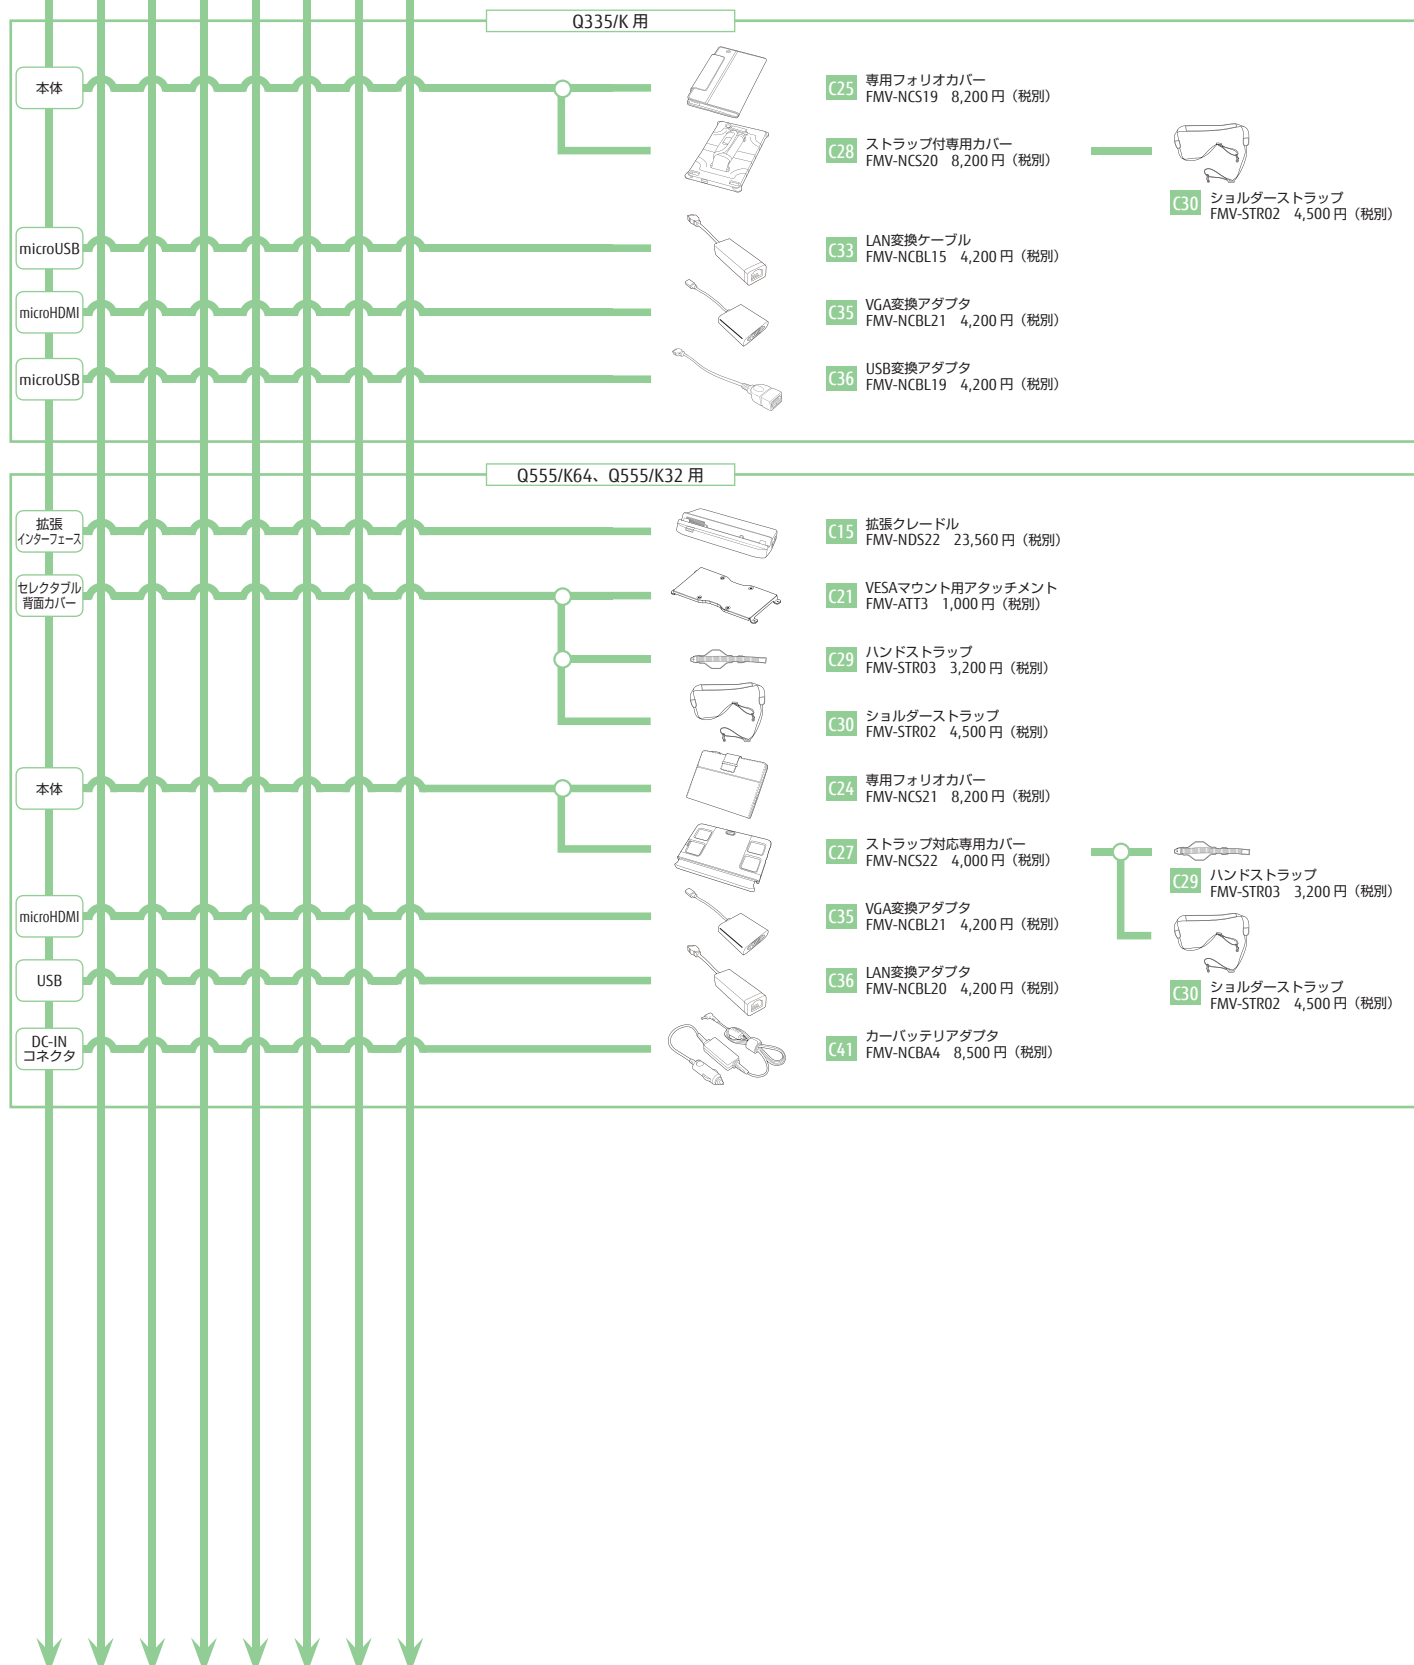 Q335/K 用
本体
C25 専用フォリオカバー
FMV-NCS19 8,200 円（税別）
C28 ストラップ付専用カバー
FMV-NCS20 8,200 円（税別）
C30 ショルダーストラップ
FMV-STR02 4,500 円（税別）
microUSB
C33 LAN変換ケーブル
FMV-NCBL15 4,200 円（税別）
microHDMI
C35 VGA変換アダプタ
FMV-NCBL21 4,200 円（税別）
microUSB
C36 USB変換アダプタ
FMV-NCBL19 4,200 円（税別）
Q555/K64、Q555/K32 用
拡張
インターフェース
C15 拡張クレードル
FMV-NDS22 23,560 円（税別）
セレクタブル
背面カバー
C21 VESAマウント用アタッチメント
FMV-ATT3 1,000 円（税別）
C29 ハンドストラップ
FMV-STR03 3,200 円（税別）
C30 ショルダーストラップ
FMV-STR02 4,500 円（税別）
本体
C24 専用フォリオカバー
FMV-NCS21 8,200 円（税別）
C27 ストラップ対応専用カバー
FMV-NCS22 4,000 円（税別）
C29 ハンドストラップ
FMV-STR03 3,200 円（税別）
C30 ショルダーストラップ
FMV-STR02 4,500 円（税別）
microHDMI
C35 VGA変換アダプタ
FMV-NCBL21 4,200 円（税別）
USB
C36 LAN変換アダプタ
FMV-NCBL20 4,200 円（税別）
DC-IN
コネクタ
C41 カーバッテリアダプタ
FMV-NCBA4 8,500 円（税別）